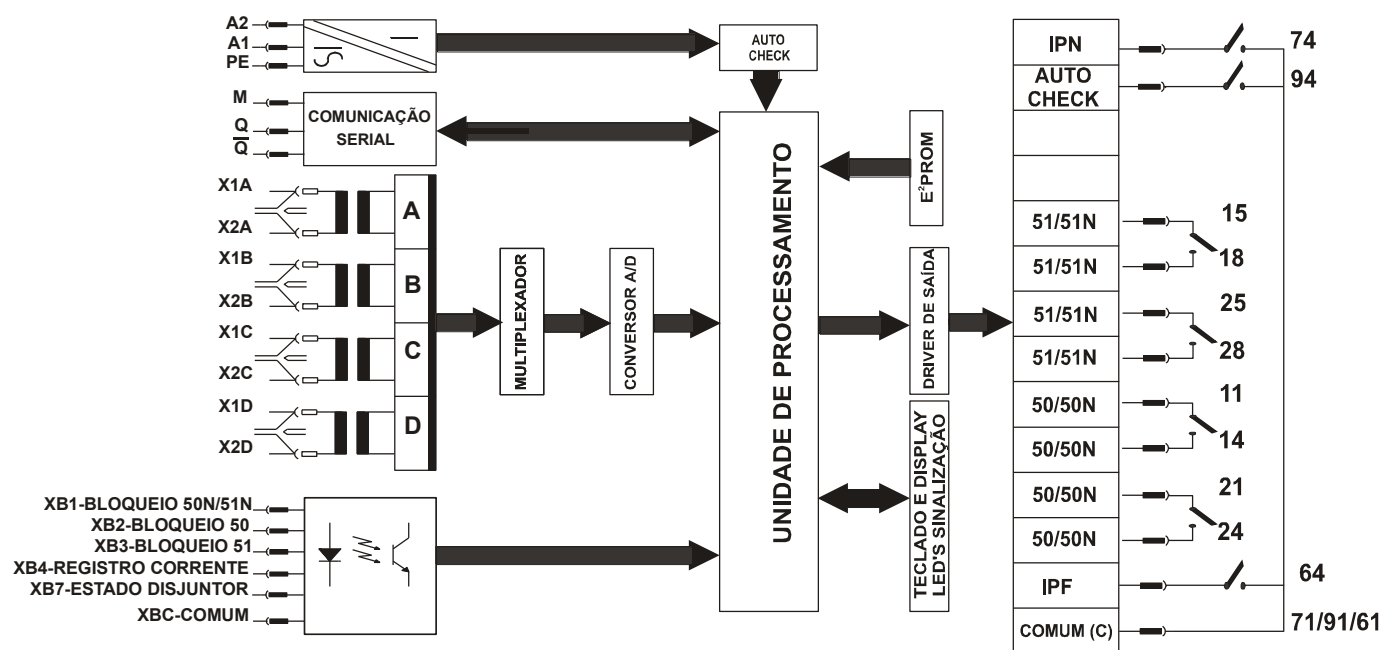 A2
A1
PE
M
Q
Q̅
COMUNICAÇÃO
SERIAL
X1A
X2A
X1B
X2B
X1C
X2C
X1D
X2D
A
B
C
D
XB1-BLOQUEIO 50N/51N
XB2-BLOQUEIO 50
XB3-BLOQUEIO 51
XB4-REGISTRO CORRENTE
XB7-ESTADO DISJUNTOR
XBC-COMUM
MULTIPLEXADOR
CONVERSOR A/D
AUTO
CHECK
UNIDADE DE PROCESSAMENTO
E²PROM
DRIVER DE SAÍDA
TECLADO E DISPLAY
LED'S SINALIZAÇÃO
IPN
74
AUTO
CHECK
94
51/51N
15
51/51N
18
51/51N
25
51/51N
28
50/50N
11
50/50N
14
50/50N
21
50/50N
24
IPF
64
COMUM (C)
71/91/61